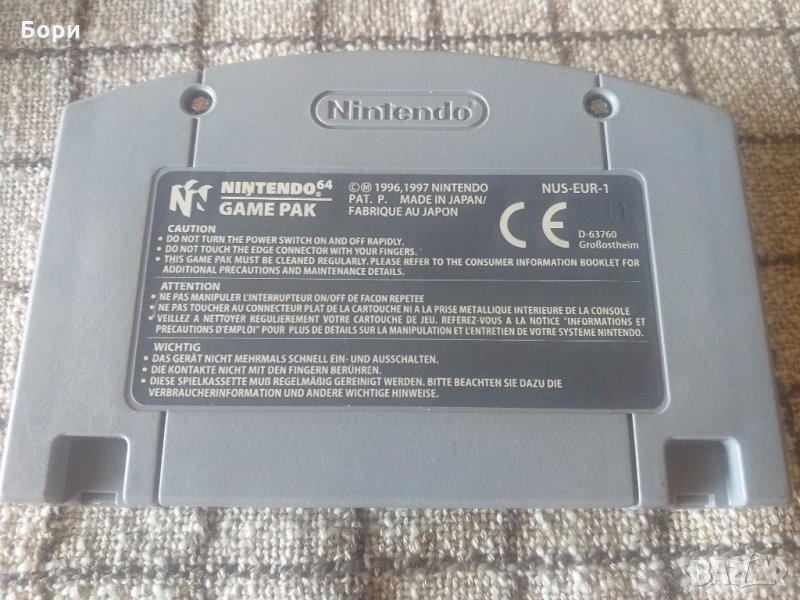 Бори
Nintendo®
NINTENDO 64
GAME PAK
©Ⓜ 1996,1997 NINTENDO
PAT. P. MADE IN JAPAN/
FABRIQUE AU JAPON
NUS-EUR-1
CE
D-63760
Großostheim
CAUTION
• DO NOT TURN THE POWER SWITCH ON AND OFF RAPIDLY.
• DO NOT TOUCH THE EDGE CONNECTOR WITH YOUR FINGERS.
• THIS GAME PAK MUST BE CLEANED REGULARLY. PLEASE REFER TO THE CONSUMER INFORMATION BOOKLET FOR
ADDITIONAL PRECAUTIONS AND MAINTENANCE DETAILS.
ATTENTION
• NE PAS MANIPULER L'INTERRUPTEUR ON/OFF DE FACON REPETEE
• NE PAS TOUCHER AU CONNECTEUR PLAT DE LA CARTOUCHE NI A LA PRISE METALLIQUE INTERIEURE DE LA CONSOLE
• VEILLEZ A NETTOYER REGULIEREMENT VOTRE CARTOUCHE DE JEU. REFEREZ-VOUS A LA NOTICE "INFORMATIONS ET
PRECAUTIONS D'EMPLOI" POUR PLUS DE DETAILS SUR LA MANIPULATION ET L'ENTRETIEN DE VOTRE SYSTEME NINTENDO.
WICHTIG
• DAS GERÄT NICHT MEHRMALS SCHNELL EIN- UND AUSSCHALTEN.
• DIE KONTAKTE NICHT MIT DEN FINGERN BERÜHREN.
• DIESE SPIELKASSETTE MUß REGELMÄßIG GEREINIGT WERDEN. BITTE BEACHTEN SIE DAZU DIE
VERBRAUCHERINFORMATION UND ANDERE WICHTIGE HINWEISE.
BAZAR